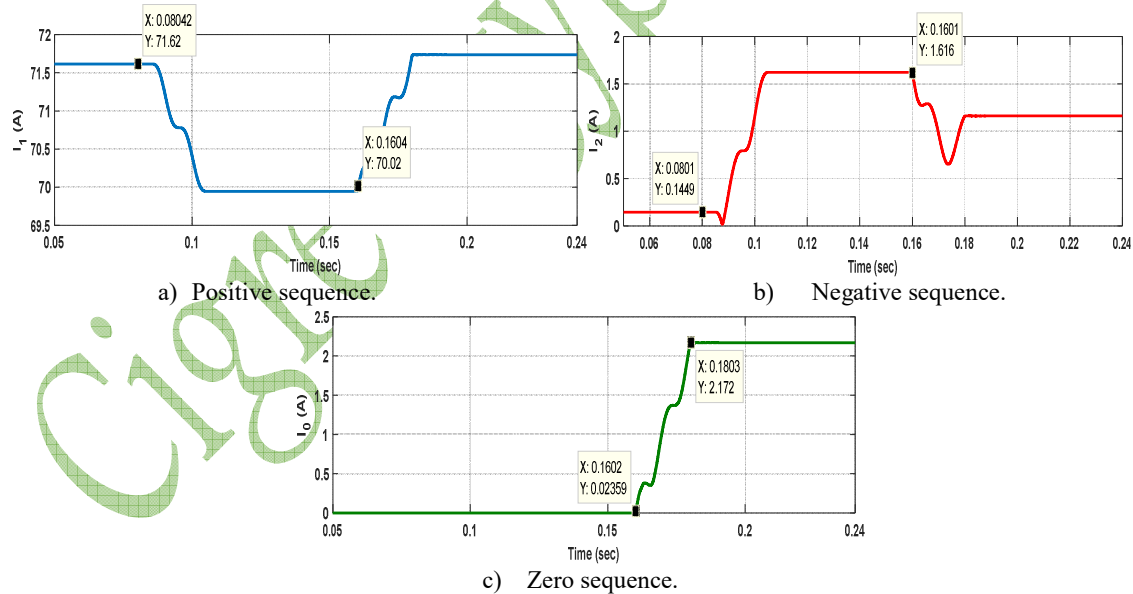 X: 0.08042
Y: 71.62
72
71.5
71
70.5
70
69.5
I_1 (A)
X: 0.1604
Y: 70.02
0.05 0.1 0.15 0.2 0.24
Time (sec)
a) Positive sequence.
X: 0.1601
Y: 1.616
2
1.5
1
0.5
0
I_2 (A)
X: 0.0801
Y: 0.1449
0.06 0.08 0.1 0.12 0.14 0.16 0.18 0.2 0.22 0.24
Time (sec)
b) Negative sequence.
2.5
2
1.5
1
0.5
0
I_0 (A)
X: 0.1803
Y: 2.172
X: 0.1602
Y: 0.02359
0.05 0.1 0.15 0.2 0.24
Time (sec)
c) Zero sequence.